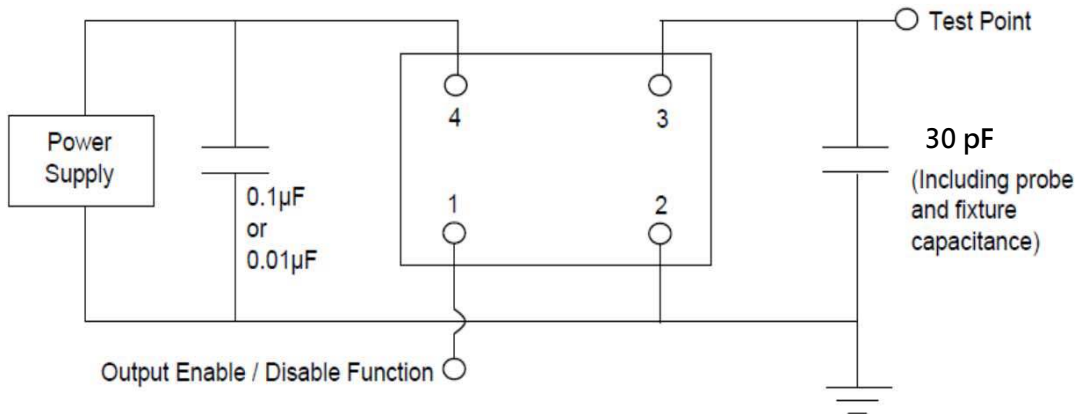 Test Point
4
3
Power
Supply
30 pF
(Including probe
and fixture
capacitance)
0.1µF
or
0.01µF
1
2
Output Enable / Disable Function